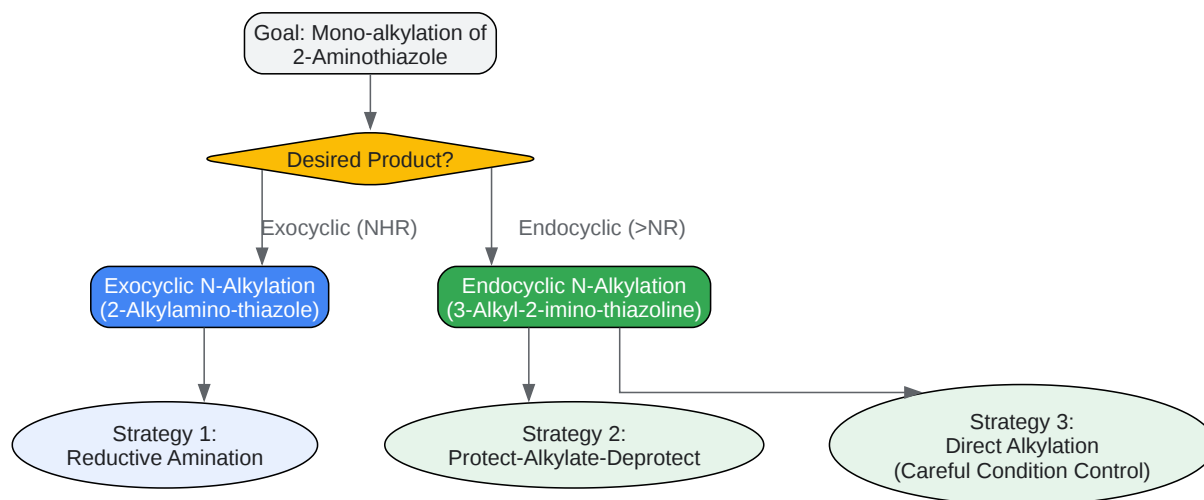 Goal: Mono-alkylation of
2-Aminothiazole
Desired Product?
Exocyclic (NHR)
Endocyclic (>NR)
Exocyclic N-Alkylation
(2-Alkylamino-thiazole)
Endocyclic N-Alkylation
(3-Alkyl-2-imino-thiazoline)
Strategy 1:
Reductive Amination
Strategy 2:
Protect-Alkylate-Deprotect
Strategy 3:
Direct Alkylation
(Careful Condition Control)